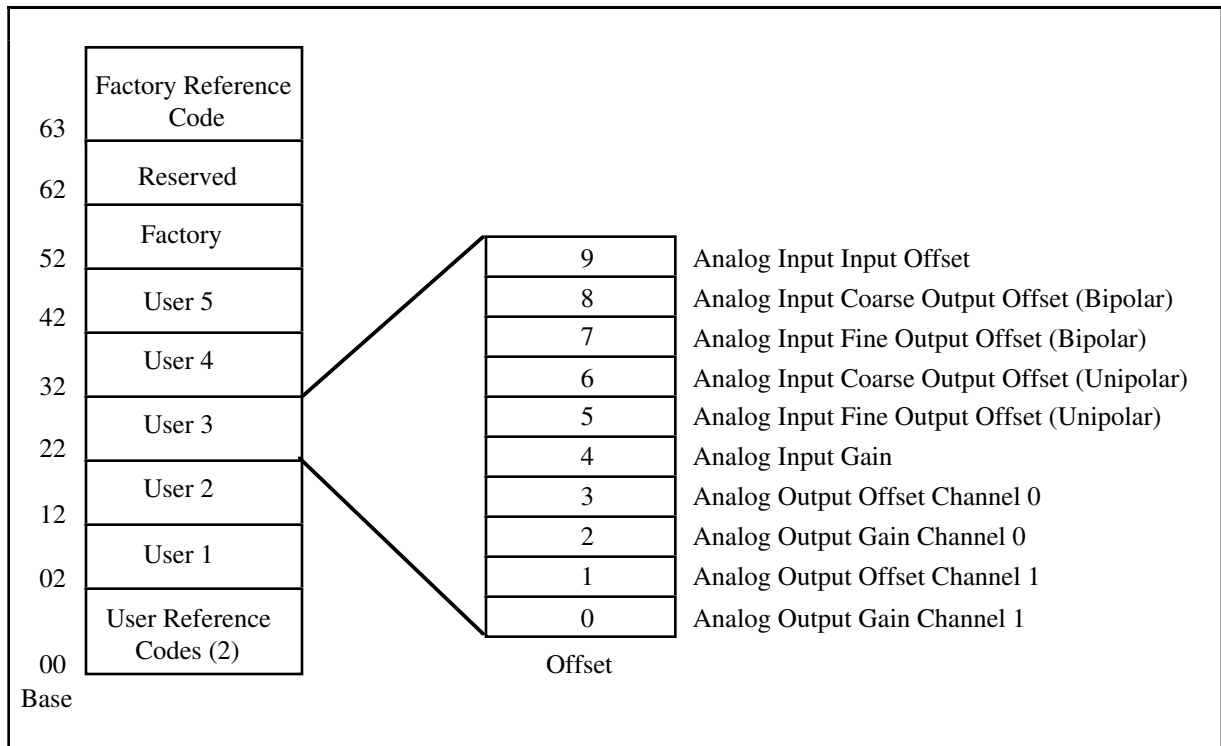 Factory Reference
Code
63
Reserved
62
Factory
52
User 5
42
User 4
32
User 3
22
User 2
12
User 1
02
User Reference
Codes (2)
00
Base
9 Analog Input Input Offset
8 Analog Input Coarse Output Offset (Bipolar)
7 Analog Input Fine Output Offset (Bipolar)
6 Analog Input Coarse Output Offset (Unipolar)
5 Analog Input Fine Output Offset (Unipolar)
4 Analog Input Gain
3 Analog Output Offset Channel 0
2 Analog Output Gain Channel 0
1 Analog Output Offset Channel 1
0 Analog Output Gain Channel 1
Offset